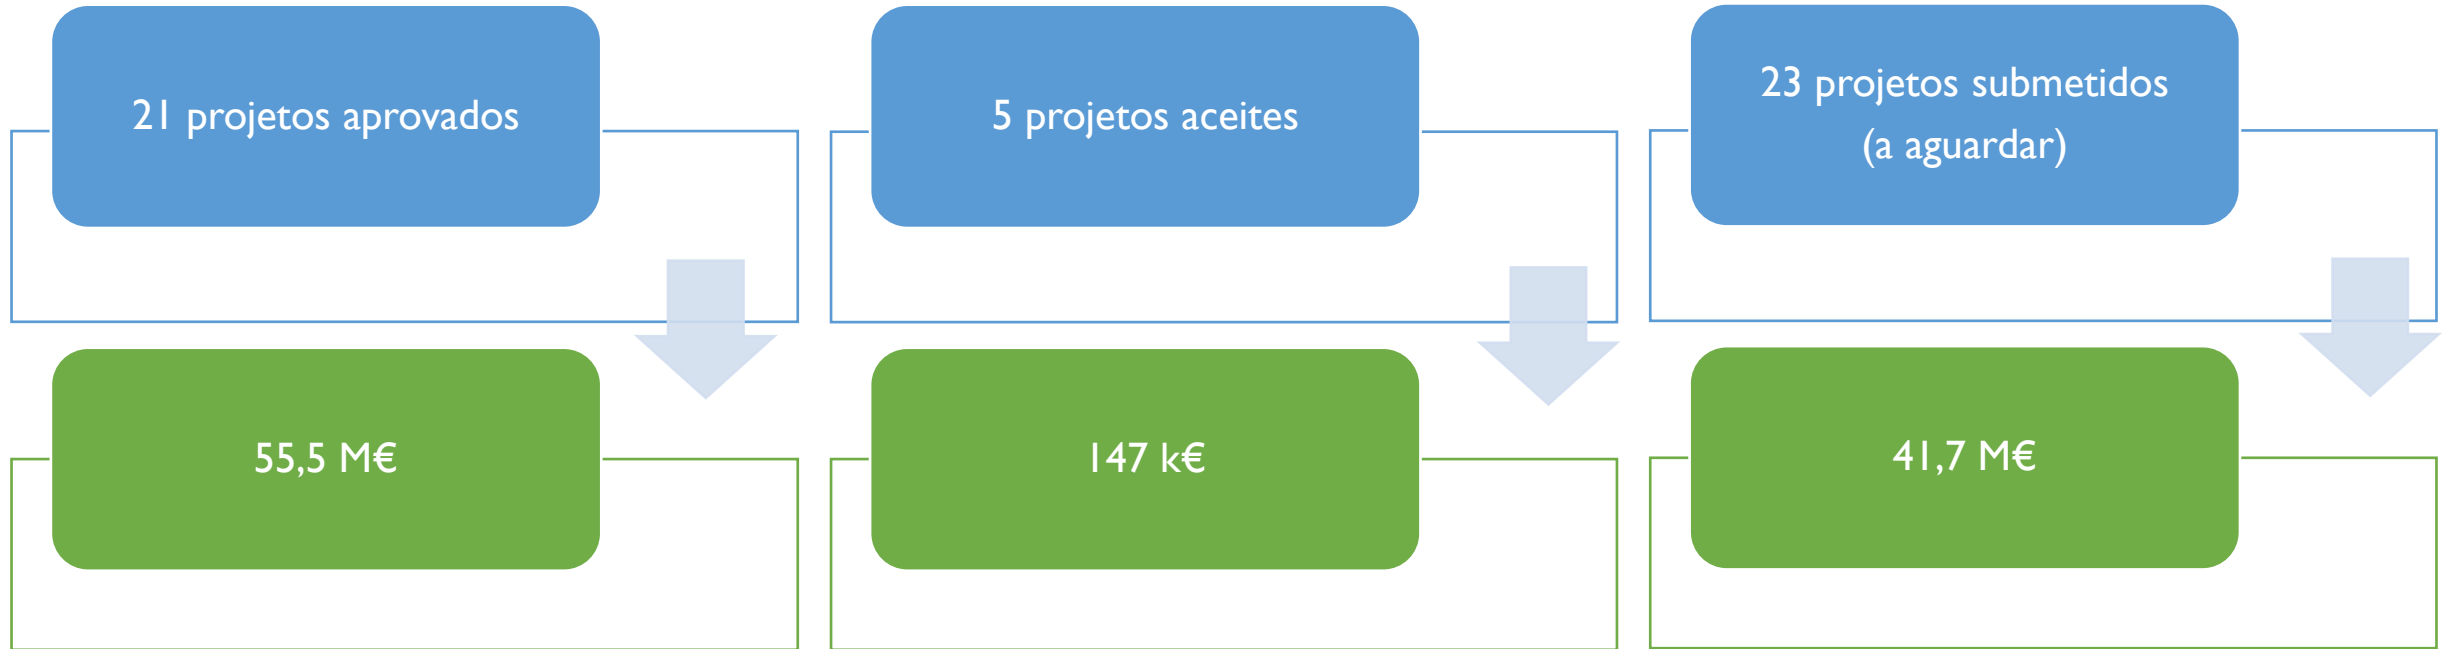 21 projetos aprovados
5 projetos aceites
23 projetos submetidos
(a aguardar)
55,5 M€
147 k€
41,7 M€